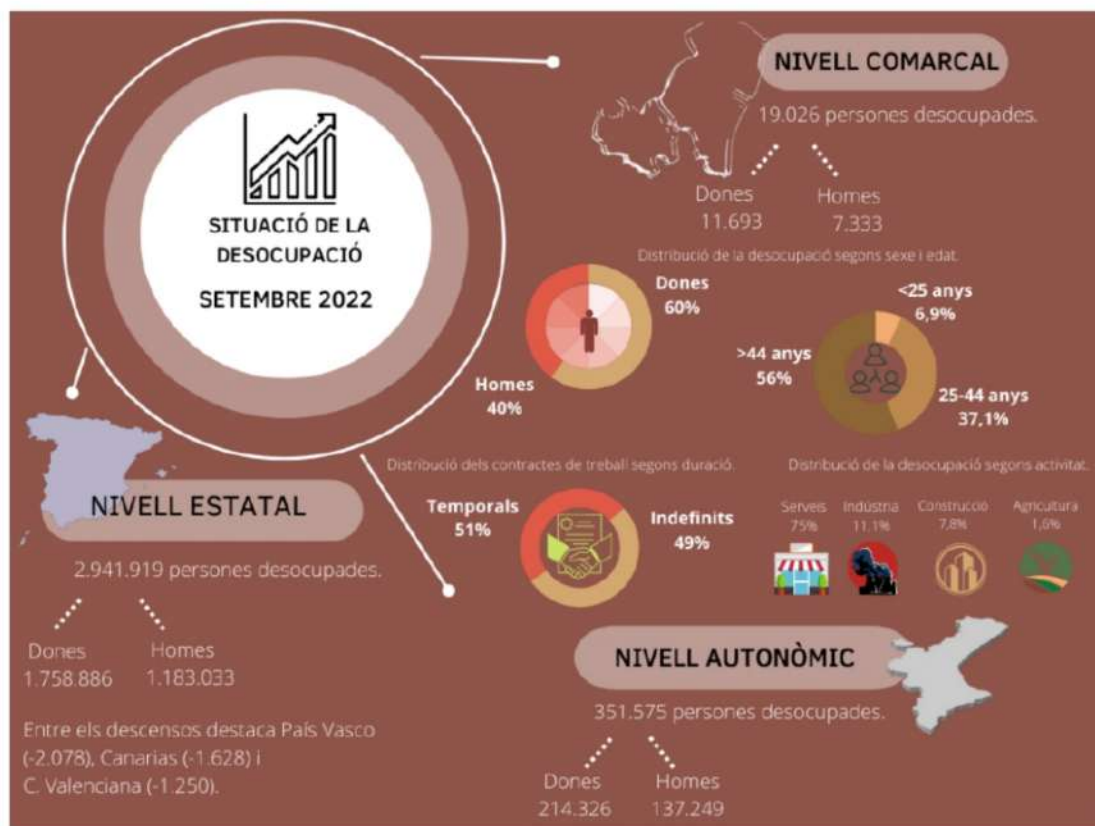 SITUACIÓ DE LA
DESOCUPACIÓ
SETEMBRE 2022
NIVELL COMARCAL
19.026 persones desocupades.
Dones
11.693
Homes
7.333
Distribució de la desocupació segons sexe i edat.
Dones
60%
Homes
40%
<25 anys
6,9%
>44 anys
56%
25-44 anys
37,1%
Distribució dels contractes de treball segons duració.
Temporals
51%
Indefinits
49%
Distribució de la desocupació segons activitat.
Serveis
75%
Indústria
11.1%
Construcció
7,8%
Agricultura
1,6%
NIVELL ESTATAL
2.941.919 persones desocupades.
Dones
1.758.886
Homes
1.183.033
Entre els descensos destaca País Vasco
(-2.078), Canarias (-1.628) i
C. Valenciana (-1.250).
NIVELL AUTONÒMIC
351.575 persones desocupades.
Dones
214.326
Homes
137.249